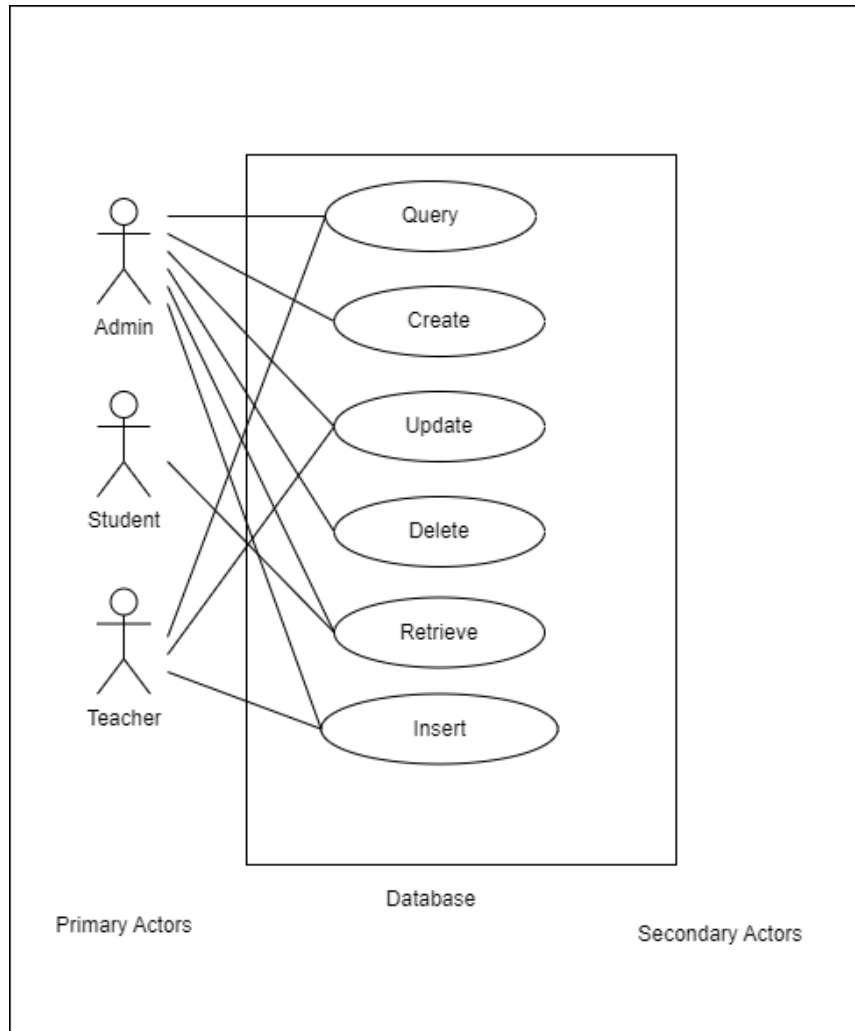 Query
Admin
Create
Update
Student
Delete
Retrieve
Teacher
Insert
Database
Primary Actors
Secondary Actors